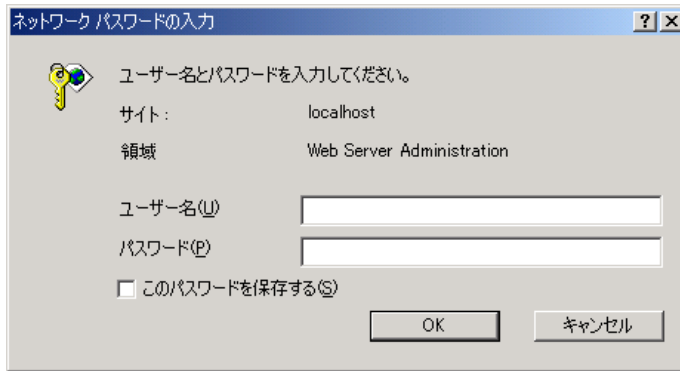 ネットワーク パスワードの入力
ユーザー名とパスワードを入力してください。
サイト: localhost
領域 Web Server Administration
ユーザー名(U)
パスワード(P)
このパスワードを保存する(S)
OK キャンセル